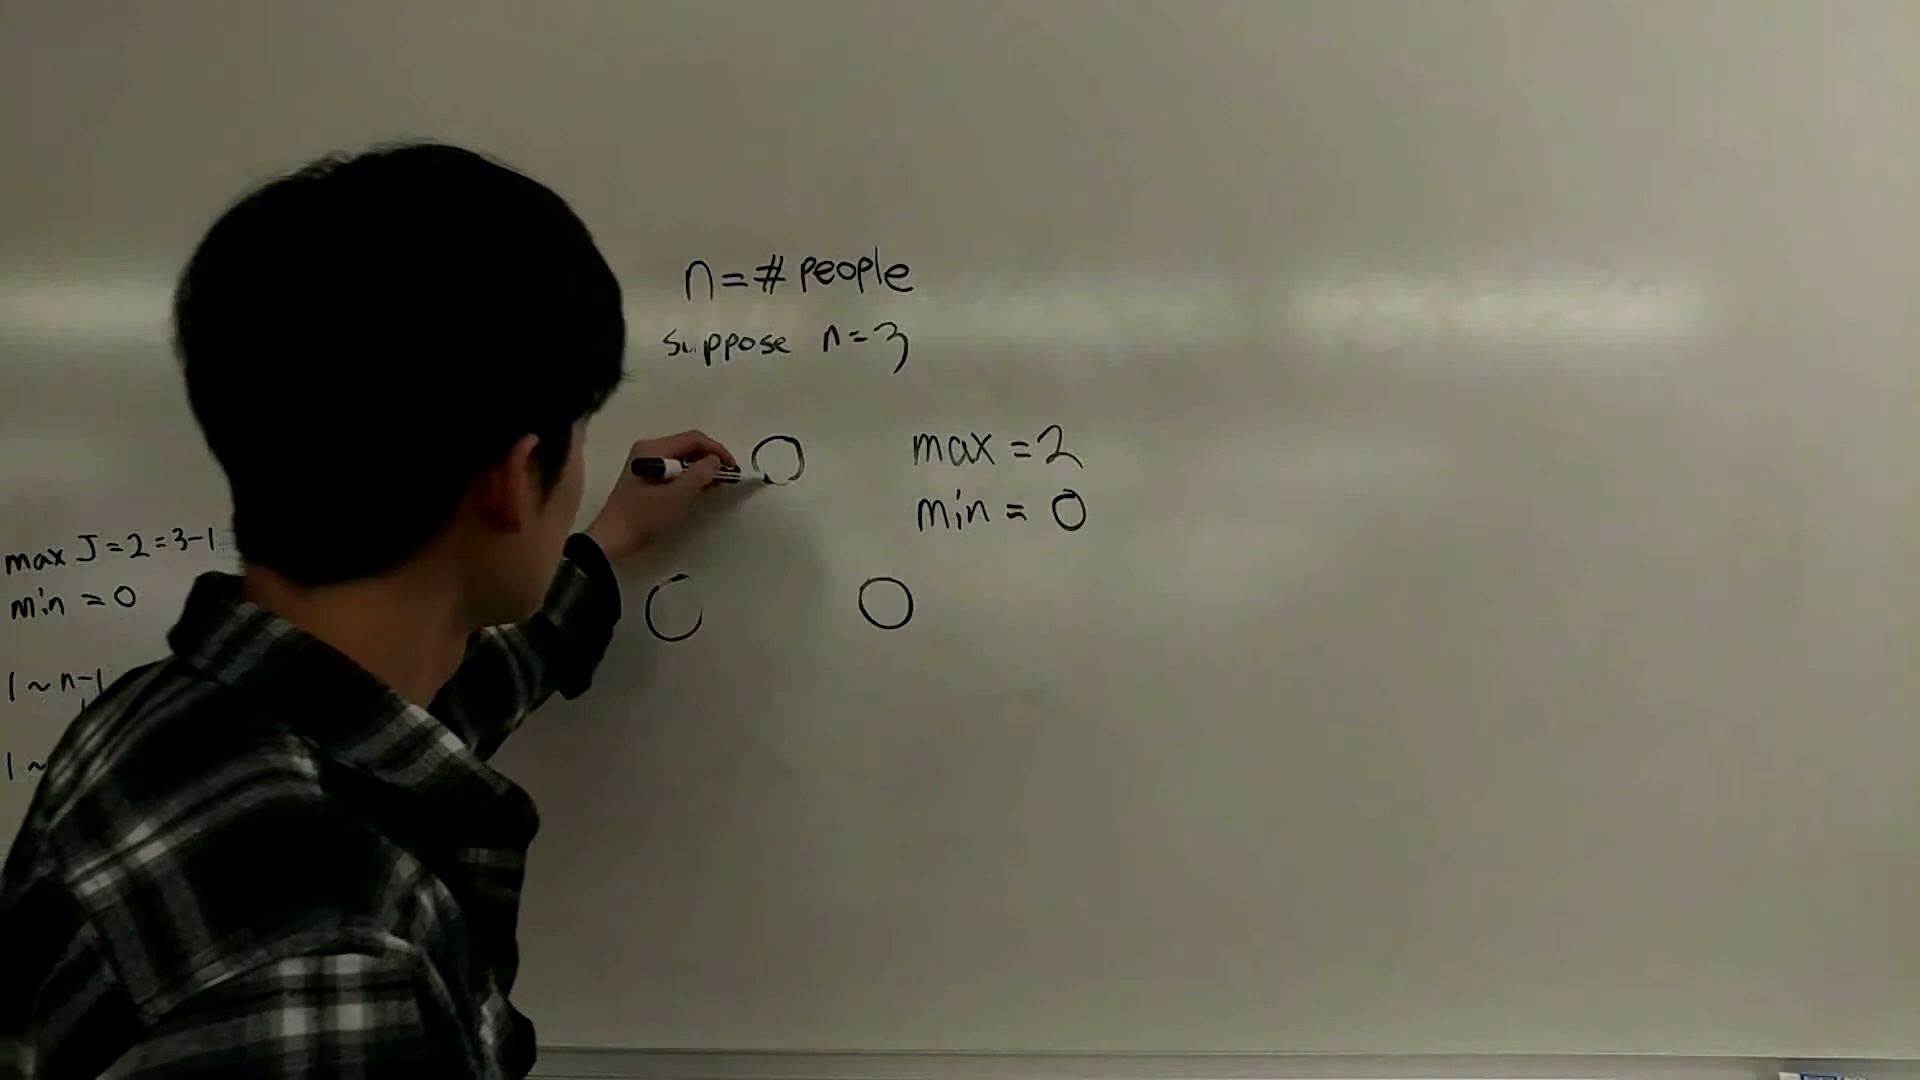 n = # people
suppose n = 3
max = 2
min = 0
max J = 2 = 3-1
min = 0
1 ~ n-1
1 ~